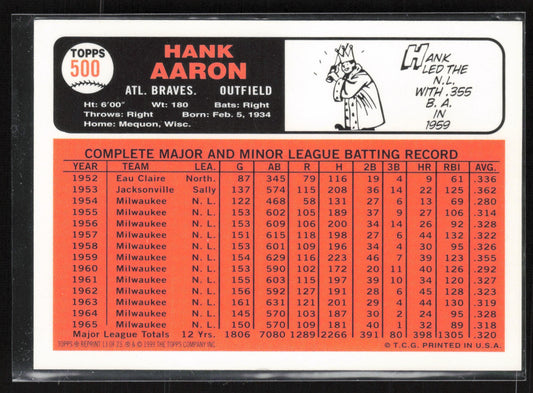 TOPPS
500
HANK
AARON
ATL. BRAVES. OUTFIELD
Ht: 6'00" Wt: 180 Bats: Right
Throws: Right Born: Feb. 5, 1934
Home: Mequon, Wisc.
HANK
LED THE
N.L.
WITH .355
B. A.
IN
1959
COMPLETE MAJOR AND MINOR LEAGUE BATTING RECORD
YEAR TEAM LEA. G AB R H 2B 3B HR RBI AVG.
1952 Eau Claire North. 87 345 79 116 19 4 9 61 .336
1953 Jacksonville Sally 137 574 115 208 36 14 22 125 .362
1954 Milwaukee N. L. 122 468 58 131 27 6 13 69 .280
1955 Milwaukee N. L. 153 602 105 189 37 9 27 106 .314
1956 Milwaukee N. L. 153 609 106 200 34 14 26 92 .328
1957 Milwaukee N. L. 151 615 118 198 27 6 44 132 .322
1958 Milwaukee N. L. 153 601 109 196 34 4 30 95 .326
1959 Milwaukee N. L. 154 629 116 223 46 7 39 123 .355
1960 Milwaukee N. L. 153 590 102 172 20 11 40 126 .292
1961 Milwaukee N. L. 155 603 115 197 39 10 34 120 .327
1962 Milwaukee N. L. 156 592 127 191 28 6 45 128 .323
1963 Milwaukee N. L. 161 631 121 201 29 4 44 130 .319
1964 Milwaukee N. L. 145 570 103 187 30 2 24 95 .328
1965 Milwaukee N. L. 150 570 109 181 40 1 32 89 .318
Major League Totals 12 Yrs. 1806 7080 1289 2266 391 80 398 1305 .320
TOPS® REPRINT 11 OF 23. ® & © 1999 THE TOPPS COMPANY INC. © T.C.G. PRINTED IN U.S.A.